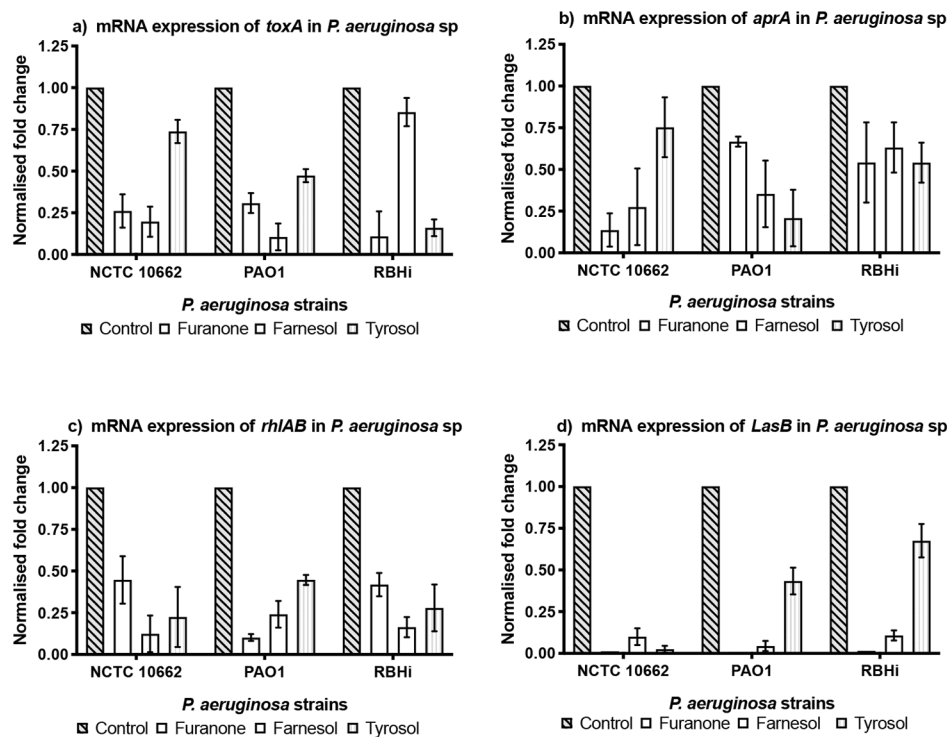 a) mRNA expression of toxA in P. aeruginosa sp
1.25
1.00
0.75
0.50
0.25
0.00
Normalised fold change
NCTC 10662 PAO1 RBHi
P. aeruginosa strains
Control Furanone Farnesol Tyrosol
b) mRNA expression of aprA in P. aeruginosa sp
1.25
1.00
0.75
0.50
0.25
0.00
Normalised fold change
NCTC 10662 PAO1 RBHi
P. aeruginosa strains
Control Furanone Farnesol Tyrosol
c) mRNA expression of rhlAB in P. aeruginosa sp
1.25
1.00
0.75
0.50
0.25
0.00
Normalised fold change
NCTC 10662 PAO1 RBHi
P. aeruginosa strains
Control Furanone Farnesol Tyrosol
d) mRNA expression of LasB in P. aeruginosa sp
1.25
1.00
0.75
0.50
0.25
0.00
Normalised fold change
NCTC 10662 PAO1 RBHi
P. aeruginosa strains
Control Furanone Farnesol Tyrosol